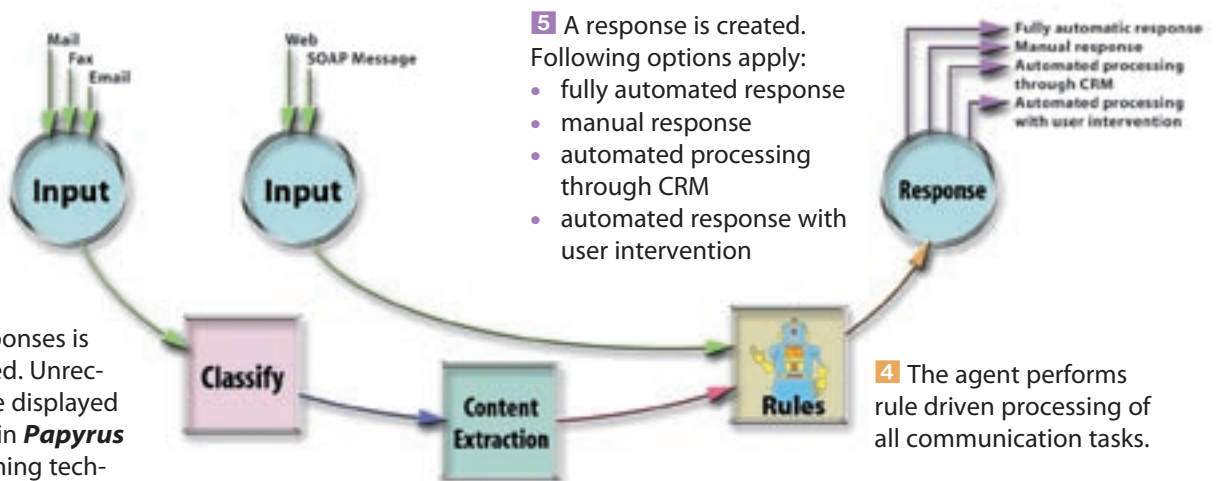 Mail
Fax
Email
Input
Web
SOAP Message
Input
5 A response is created.
Following options apply:
• fully automated response
• manual response
• automated processing
through CRM
• automated response with
user intervention
Fully automatic response
Manual response
Automated processing
through CRM
Automated processing
with user intervention
Response
ponses is
ed. Unrec-
e displayed
in Papyrus
ning tech-
Classify
Content
Extraction
Rules
4 The agent performs
rule driven processing of
all communication tasks.